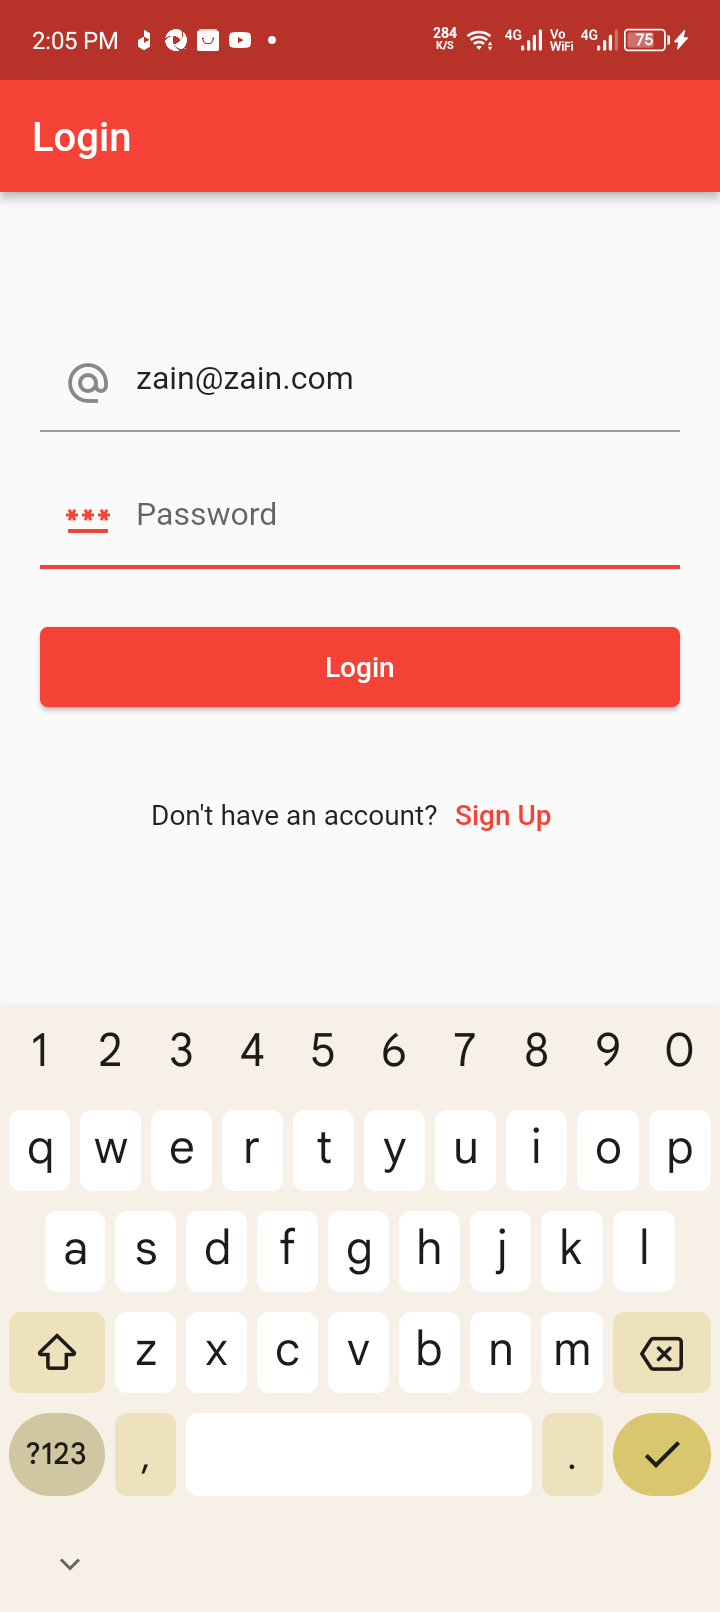 2:05 PM 284 K/S 4G Vo WiFi 4G 75
Login
zain@zain.com
*** Password
Login
Don't have an account? Sign Up
1 2 3 4 5 6 7 8 9 0
q w e r t y u i o p
a s d f g h j k l
z x c v b n m
?123 , .